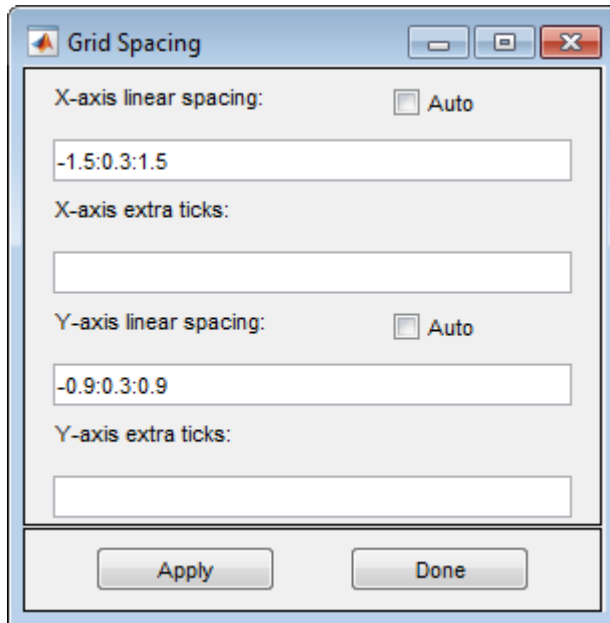 Grid Spacing
X-axis linear spacing:
Auto
-1.5:0.3:1.5
X-axis extra ticks:
Y-axis linear spacing:
Auto
-0.9:0.3:0.9
Y-axis extra ticks:
Apply
Done